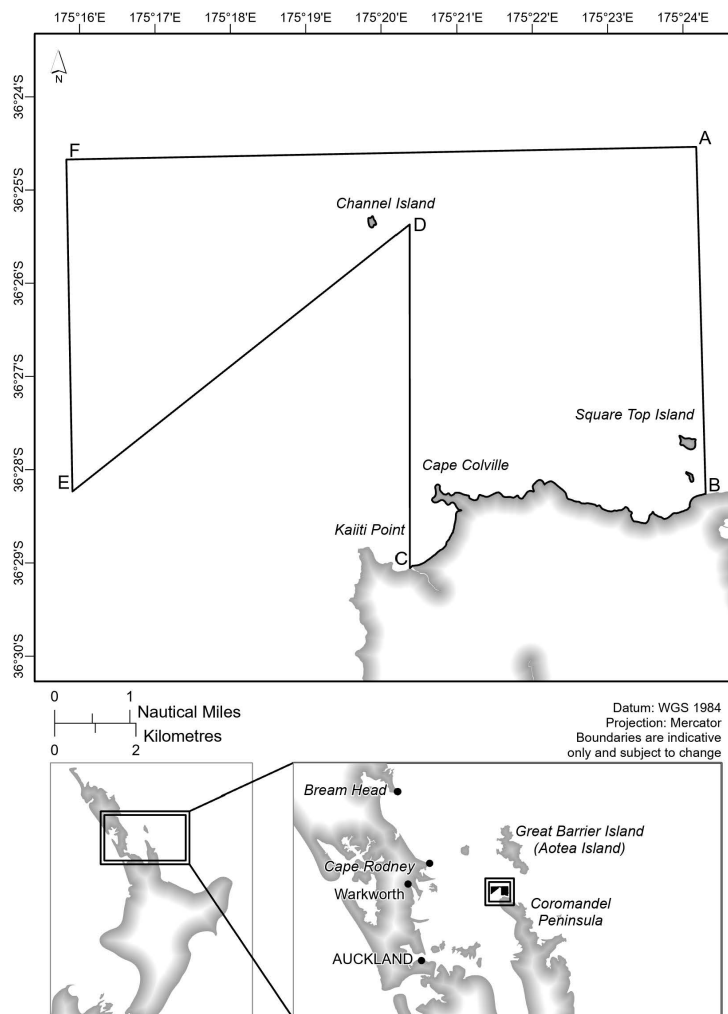 175°16'E 175°17'E 175°18'E 175°19'E 175°20'E 175°21'E 175°22'E 175°23'E 175°24'E
N
36°24'S
A
F
36°25'S
Channel Island
D
36°26'S
36°27'S
Square Top Island
Cape Colville
36°28'S
E
B
Kaiiti Point
C
36°29'S
36°30'S
0 1
Nautical Miles
Kilometres
0 2
Datum: WGS 1984
Projection: Mercator
Boundaries are indicative
only and subject to change
Bream Head
Great Barrier Island
(Aotea Island)
Cape Rodney
Warkworth
Coromandel
Peninsula
AUCKLAND